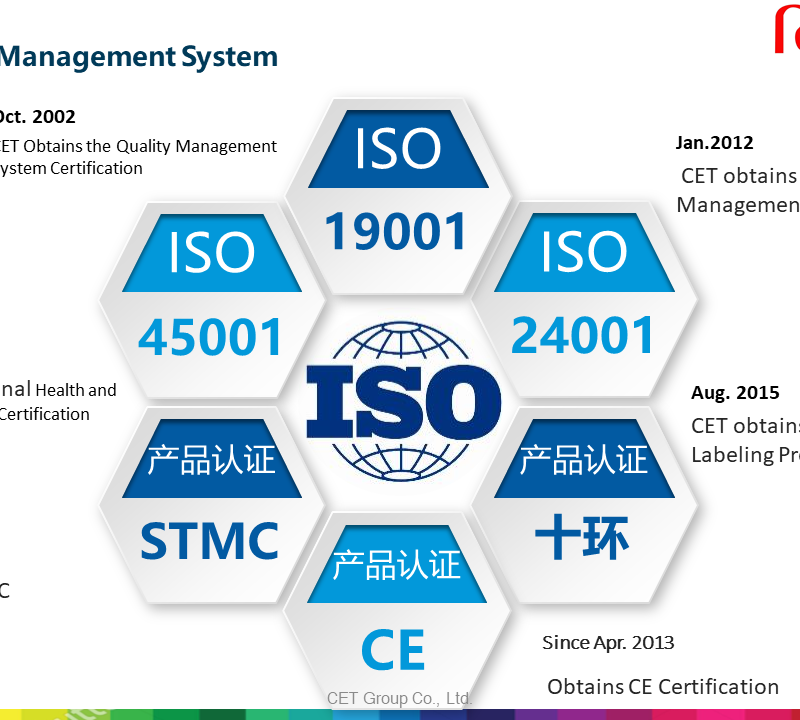 Management System
Oct. 2002
CET Obtains the Quality Management
System Certification
ISO
19001
Jan.2012
CET obtains
Managemen
ISO
45001
ISO
24001
ISO
nal Health and
Certification
Aug. 2015
CET obtains
Labeling Pr
产品认证
STMC
产品认证
十环
产品认证
CE
C
Since Apr. 2013
Obtains CE Certification
CET Group Co., Ltd.